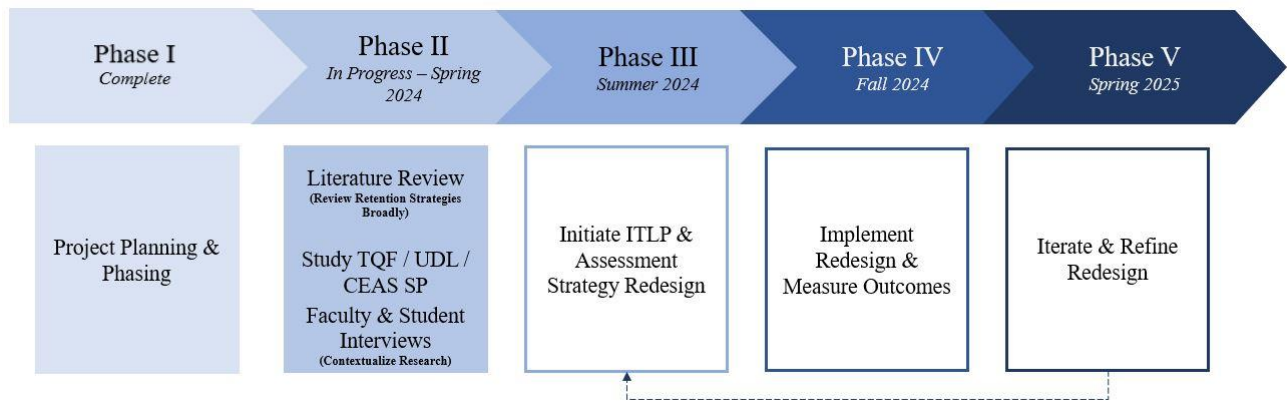 Phase I
Complete
Phase II
In Progress – Spring
2024
Phase III
Summer 2024
Phase IV
Fall 2024
Phase V
Spring 2025
Project Planning &
Phasing
Literature Review
(Review Retention Strategies
Broadly)
Study TQF / UDL /
CEAS SP
Faculty & Student
Interviews
(Contextualize Research)
Initiate ITLP &
Assessment
Strategy Redesign
Implement
Redesign &
Measure Outcomes
Iterate & Refine
Redesign